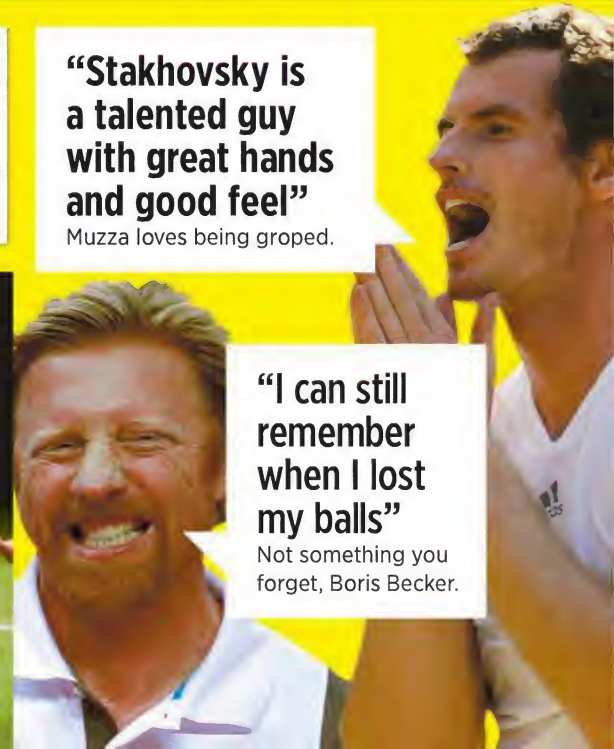 “Stakhovsky is
a talented guy
with great hands
and good feel”
Muzza loves being groped.
“I can still
remember
when I lost
my balls”
Not something you
forget, Boris Becker.